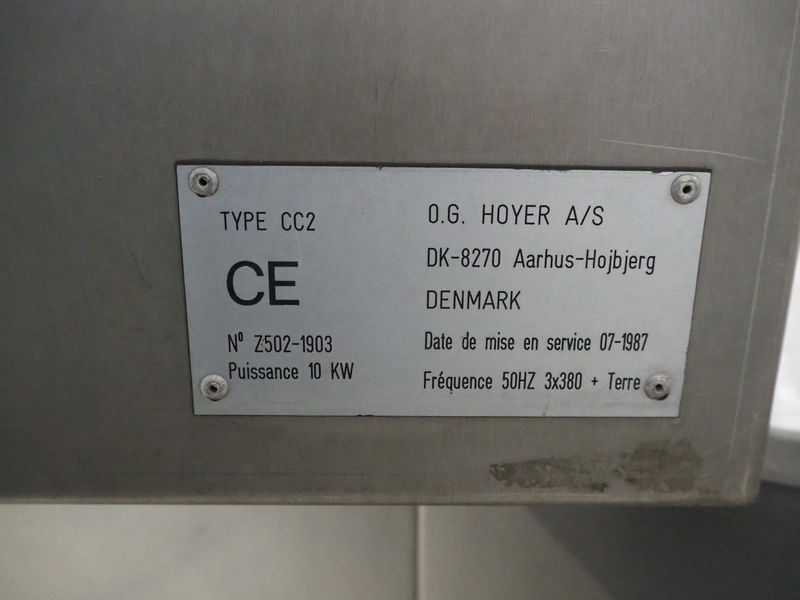 TYPE CC2
CE
Nº Z502-1903
Puissance 10 KW
O.G. HOYER A/S
DK-8270 Aarhus-Hojbjerg
DENMARK
Date de mise en service 07-1987
Fréquence 50HZ 3x380 + Terre